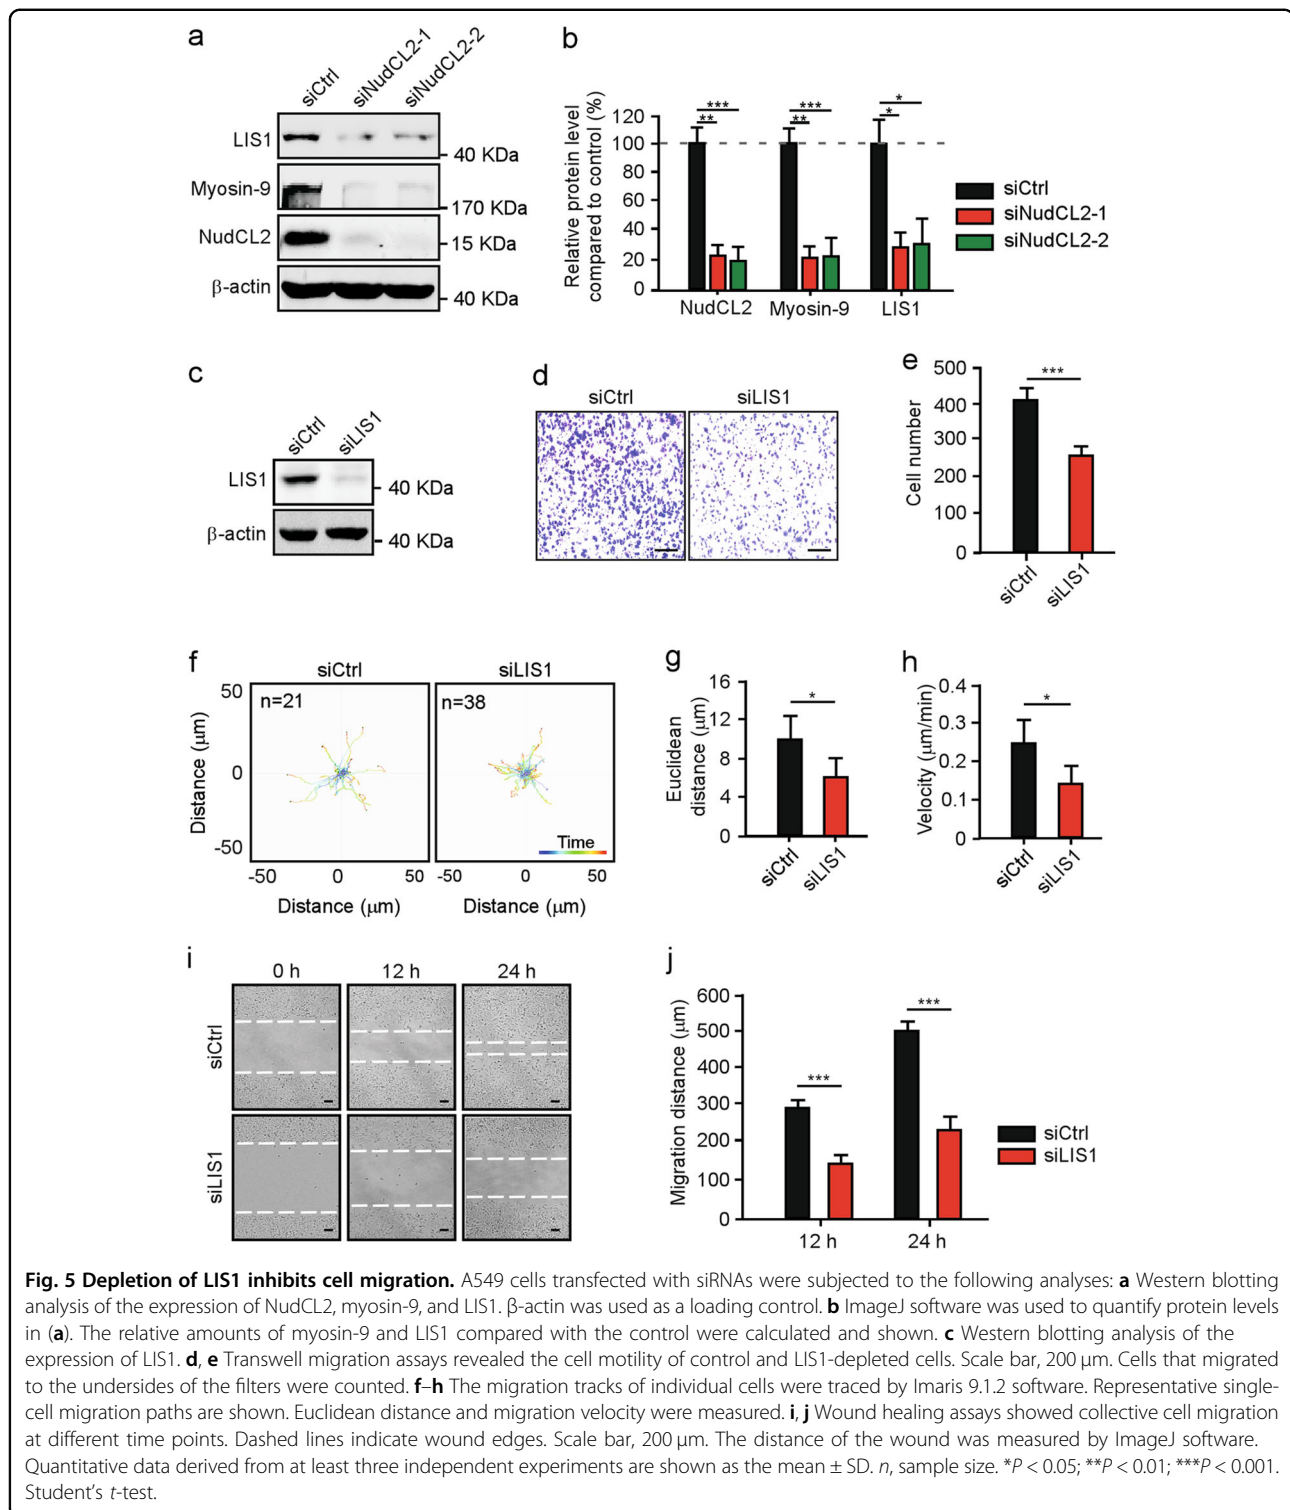 a
siCtrl
siNudCL2-1
siNudCL2-2
LIS1
40 KDa
Myosin-9
170 KDa
NudCL2
15 KDa
β-actin
40 KDa
b
Relative protein level
compared to control (%)
120
100
80
60
40
20
0
***
**
***
**
*
*
NudCL2
Myosin-9
LIS1
siCtrl
siNudCL2-1
siNudCL2-2
c
siCtrl
siLIS1
LIS1
40 KDa
β-actin
40 KDa
d
siCtrl
siLIS1
e
Cell number
500
400
300
200
100
0
***
siCtrl
siLIS1
f
siCtrl
siLIS1
Distance (μm)
50
0
-50
n=21
n=38
Time
-50
0
50
-50
0
50
Distance (μm)
Distance (μm)
g
Euclidean
distance (μm)
16
12
8
4
0
*
siCtrl
siLIS1
h
Velocity (μm/min)
0.4
0.3
0.2
0.1
0
*
siCtrl
siLIS1
i
0 h
12 h
24 h
siCtrl
siLIS1
j
Migration distance (μm)
600
500
400
300
200
100
0
***
***
12 h
24 h
siCtrl
siLIS1
Fig. 5 Depletion of LIS1 inhibits cell migration. A549 cells transfected with siRNAs were subjected to the following analyses: a Western blotting
analysis of the expression of NudCL2, myosin-9, and LIS1. β-actin was used as a loading control. b ImageJ software was used to quantify protein levels
in (a). The relative amounts of myosin-9 and LIS1 compared with the control were calculated and shown. c Western blotting analysis of the
expression of LIS1. d, e Transwell migration assays revealed the cell motility of control and LIS1-depleted cells. Scale bar, 200 μm. Cells that migrated
to the undersides of the filters were counted. f–h The migration tracks of individual cells were traced by Imaris 9.1.2 software. Representative single-
cell migration paths are shown. Euclidean distance and migration velocity were measured. i, j Wound healing assays showed collective cell migration
at different time points. Dashed lines indicate wound edges. Scale bar, 200 μm. The distance of the wound was measured by ImageJ software.
Quantitative data derived from at least three independent experiments are shown as the mean ± SD. n, sample size. *P < 0.05; **P < 0.01; ***P < 0.001.
Student’s t-test.